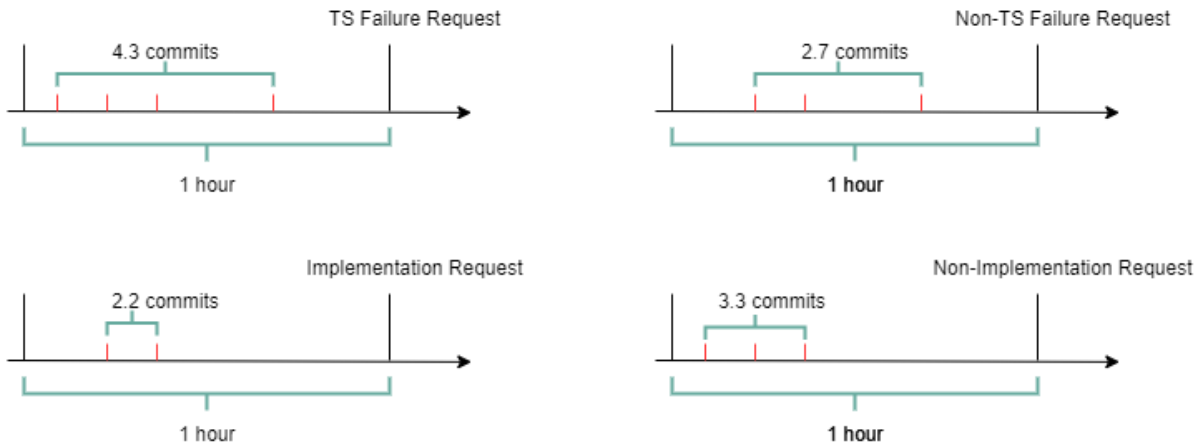 TS Failure Request
4.3 commits
1 hour
Non-TS Failure Request
2.7 commits
1 hour
Implementation Request
2.2 commits
1 hour
Non-Implementation Request
3.3 commits
1 hour